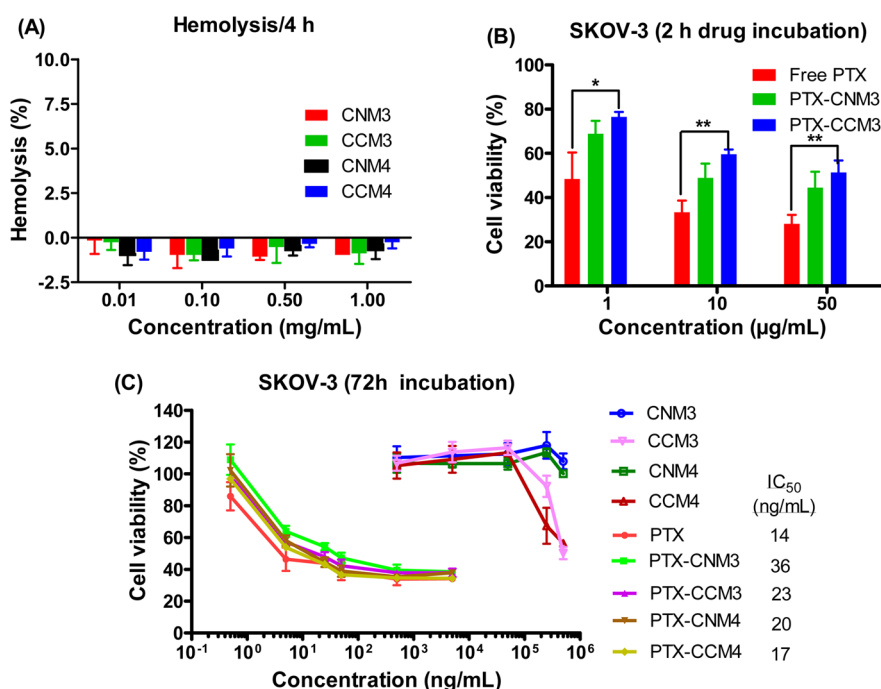 (A)
Hemolysis/4 h
Hemolysis (%)
10.0
7.5
5.0
2.5
0.0
-2.5
CNM3
CCM3
CNM4
CCM4
0.01 0.10 0.50 1.00
Concentration (mg/mL)
(B)
SKOV-3 (2 h drug incubation)
Cell viability (%)
100
80
60
40
20
0
Free PTX
PTX-CNM3
PTX-CCM3
*
**
**
1 10 50
Concentration (µg/mL)
(C)
SKOV-3 (72h incubation)
Cell viability (%)
140
120
100
80
60
40
20
0
10-1 100 101 102 103 104 105 106
Concentration (ng/mL)
CNM3
CCM3
CNM4
CCM4
IC50
(ng/mL)
PTX 14
PTX-CNM3 36
PTX-CCM3 23
PTX-CNM4 20
PTX-CCM4 17